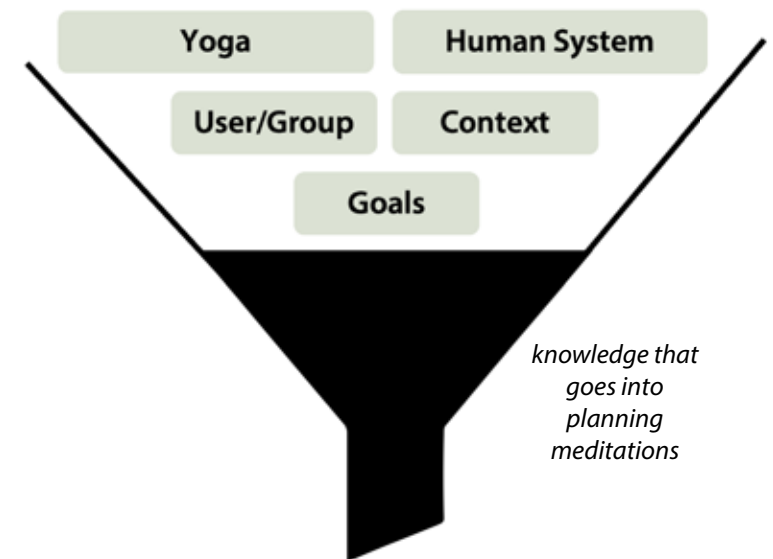 Yoga
Human System
User/Group
Context
Goals
knowledge that
goes into
planning
meditations